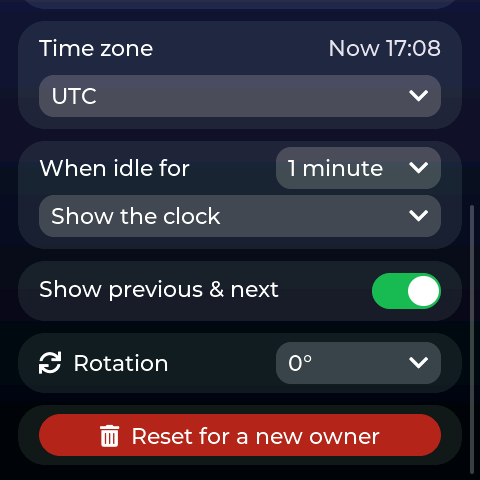 Time zone Now 17:08
UTC
When idle for 1 minute
Show the clock
Show previous & next
Rotation 0°
Reset for a new owner